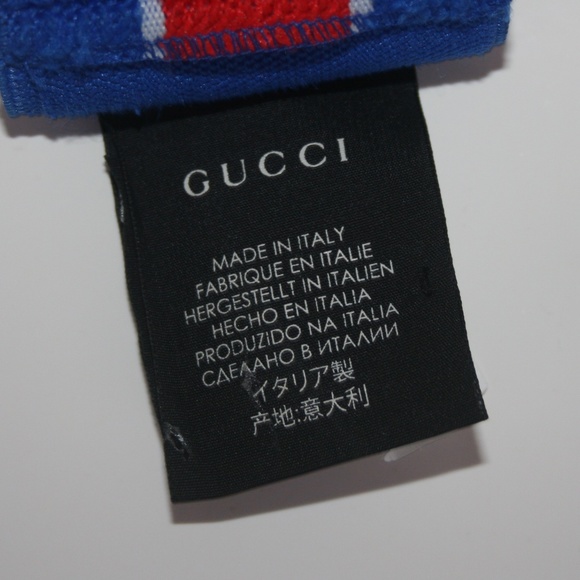 GUCCI
MADE IN ITALY
FABRIQUE EN ITALIE
HERGESTELLT IN ITALIEN
HECHO EN ITALIA
PRODUZIDO NA ITALIA
СДЕЛАНО В ИТАЛИИ
イタリア製
产地:意大利